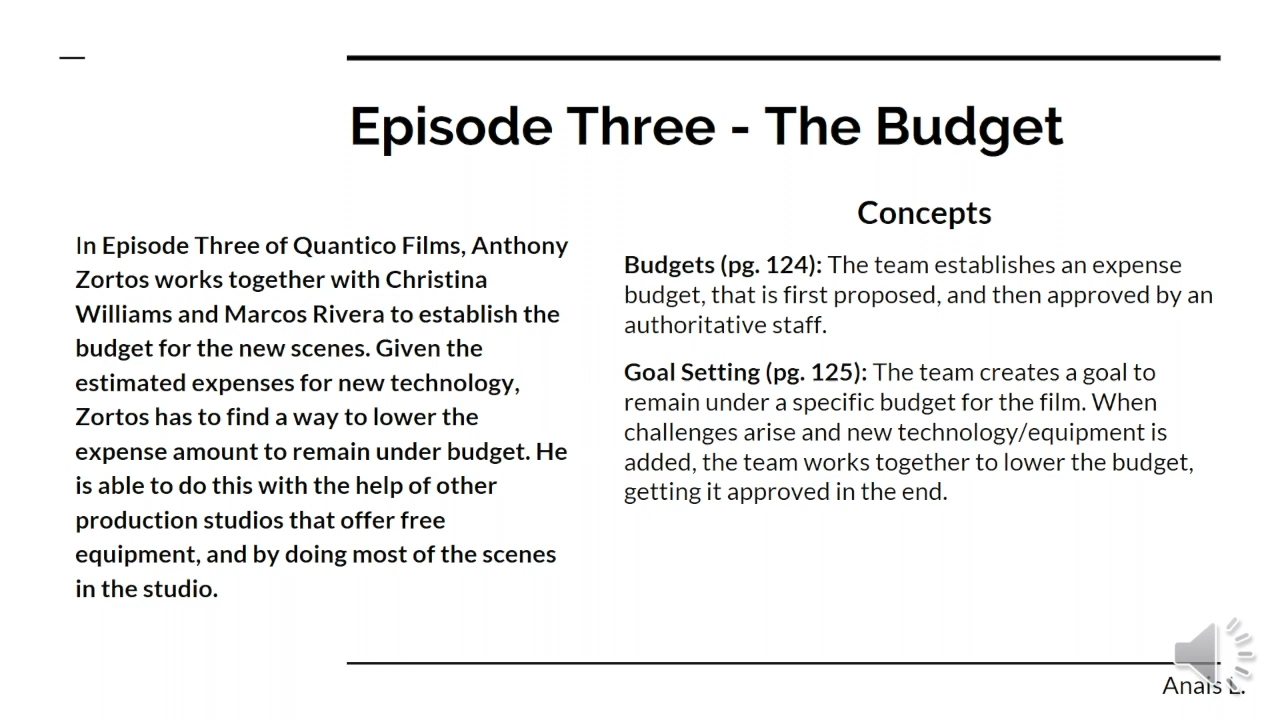 Episode Three - The Budget
In Episode Three of Quantico Films, Anthony
Zortos works together with Christina
Williams and Marcos Rivera to establish the
budget for the new scenes. Given the
estimated expenses for new technology,
Zortos has to find a way to lower the
expense amount to remain under budget. He
is able to do this with the help of other
production studios that offer free
equipment, and by doing most of the scenes
in the studio.
Concepts
Budgets (pg. 124): The team establishes an expense
budget, that is first proposed, and then approved by an
authoritative staff.
Goal Setting (pg. 125): The team creates a goal to
remain under a specific budget for the film. When
challenges arise and new technology/equipment is
added, the team works together to lower the budget,
getting it approved in the end.
Anais L.